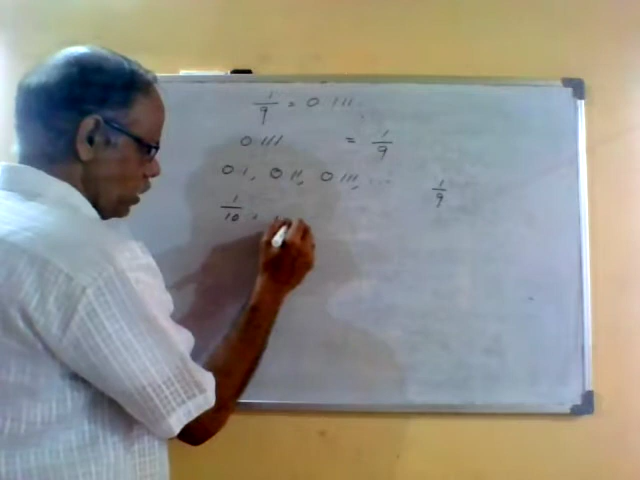 1/9 = 0.111
0.111 = 1/9
0.1, 0.11, 0.111, ... 1/9
1/10,